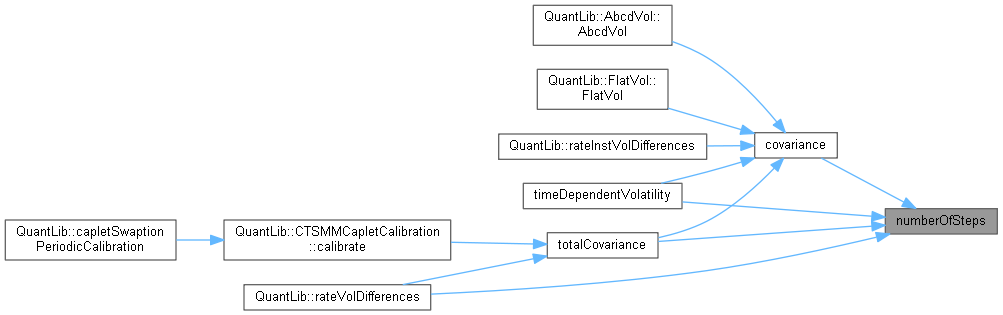 QuantLib::AbcdVol::
AbcdVol
QuantLib::FlatVol::
FlatVol
QuantLib::rateInstVolDifferences
covariance
timeDependentVolatility
numberOfSteps
QuantLib::capletSwaption
PeriodicCalibration
QuantLib::CTSMMCapletCalibration
::calibrate
totalCovariance
QuantLib::rateVolDifferences